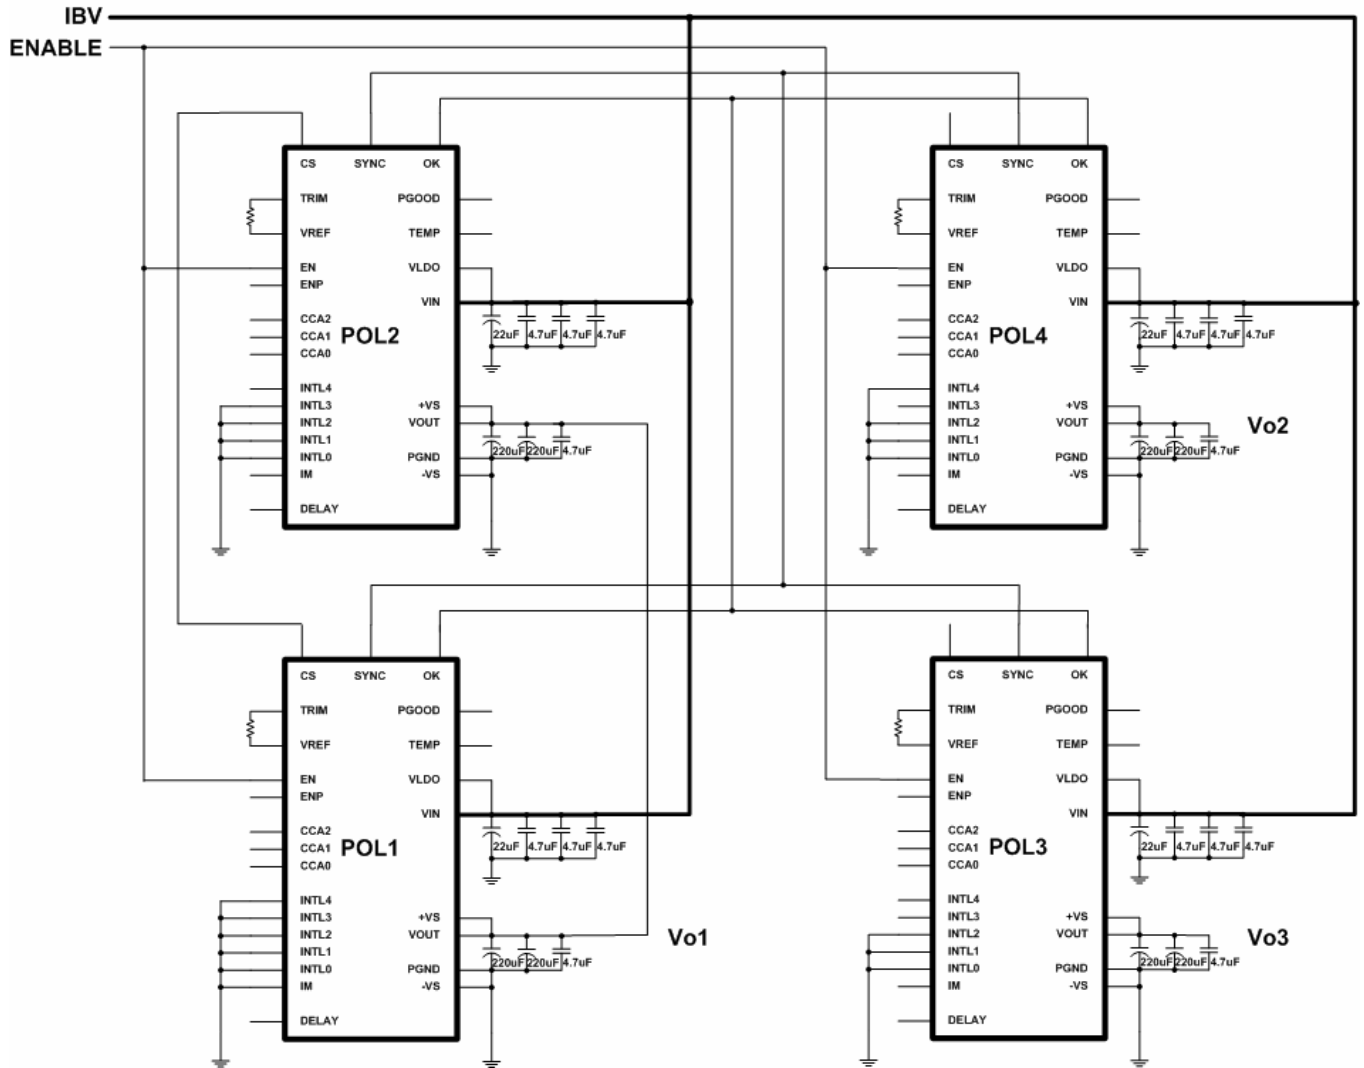 IBV
ENABLE
CS SYNC OK
TRIM PGOOD
VREF TEMP
EN VLDO
ENP
VIN
CCA2
CCA1 POL2
CCA0
22uF 4.7uF 4.7uF 4.7uF
INTL4
INTL3 +VS
INTL2 VOUT
INTL1
220uF 220uF 4.7uF
INTL0 PGND
IM -VS
DELAY
CS SYNC OK
TRIM PGOOD
VREF TEMP
EN VLDO
ENP
VIN
CCA2
CCA1 POL4
CCA0
22uF 4.7uF 4.7uF 4.7uF
INTL4
INTL3 +VS
INTL2 VOUT
Vo2
INTL1
220uF 220uF 4.7uF
INTL0 PGND
IM -VS
DELAY
CS SYNC OK
TRIM PGOOD
VREF TEMP
EN VLDO
ENP
VIN
CCA2
CCA1 POL1
CCA0
22uF 4.7uF 4.7uF 4.7uF
INTL4
INTL3 +VS
INTL2 VOUT
Vo1
INTL1
220uF 220uF 4.7uF
INTL0 PGND
IM -VS
DELAY
CS SYNC OK
TRIM PGOOD
VREF TEMP
EN VLDO
ENP
VIN
CCA2
CCA1 POL3
CCA0
22uF 4.7uF 4.7uF 4.7uF
INTL4
INTL3 +VS
INTL2 VOUT
Vo3
INTL1
220uF 220uF 4.7uF
INTL0 PGND
IM -VS
DELAY